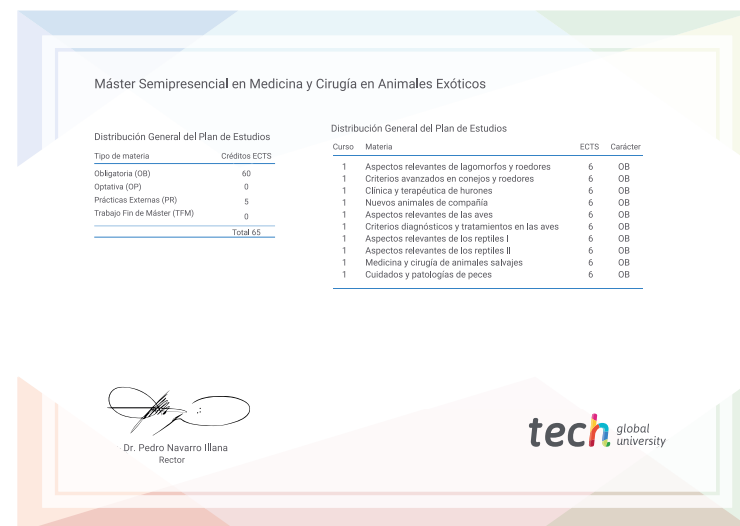 Máster Semipresencial en Medicina y Cirugía en Animales Exóticos
Distribución General del Plan de Estudios
Tipo de materia Créditos ECTS
Obligatoria (OB) 60
Optativa (OP) 0
Prácticas Externas (PR) 5
Trabajo Fin de Máster (TFM) 0
Total 65
Distribución General del Plan de Estudios
Curso Materia ECTS Carácter
1 Aspectos relevantes de lagomorfos y roedores 6 OB
1 Criterios avanzados en conejos y roedores 6 OB
1 Clínica y terapéutica de hurones 6 OB
1 Nuevos animales de compañía 6 OB
1 Aspectos relevantes de las aves 6 OB
1 Criterios diagnósticos y tratamientos en las aves 6 OB
1 Aspectos relevantes de los reptiles I 6 OB
1 Aspectos relevantes de los reptiles II 6 OB
1 Medicina y cirugía de animales salvajes 6 OB
1 Cuidados y patologías de peces 6 OB
Dr. Pedro Navarro Illana
Rector
tech global
university